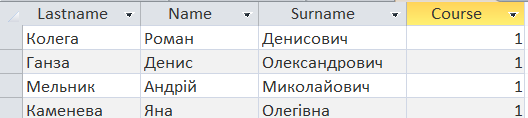 Lastname Name Surname Course
Колега Роман Денисович 1
Ганза Денис Олександрович 1
Мельник Андрій Миколайович 1
Каменева Яна Олегівна 1